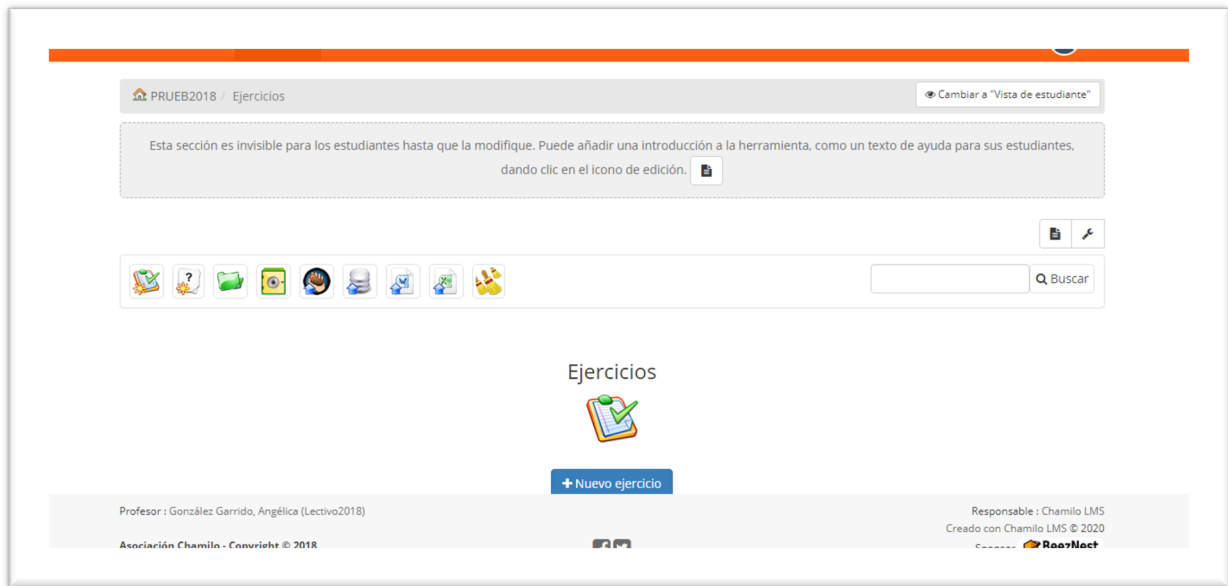 PRUEB2018 / Ejercicios
Cambiar a "Vista de estudiante"
Esta sección es invisible para los estudiantes hasta que la modifique. Puede añadir una introducción a la herramienta, como un texto de ayuda para sus estudiantes,
dando clic en el icono de edición.
Buscar
Ejercicios
+ Nuevo ejercicio
Profesor : González Garrido, Angélica (Lectivo2018)
Responsable : Chamilo LMS
Creado con Chamilo LMS © 2020
Asociación Chamilo - Copyright © 2018
Sponsor BeezNest